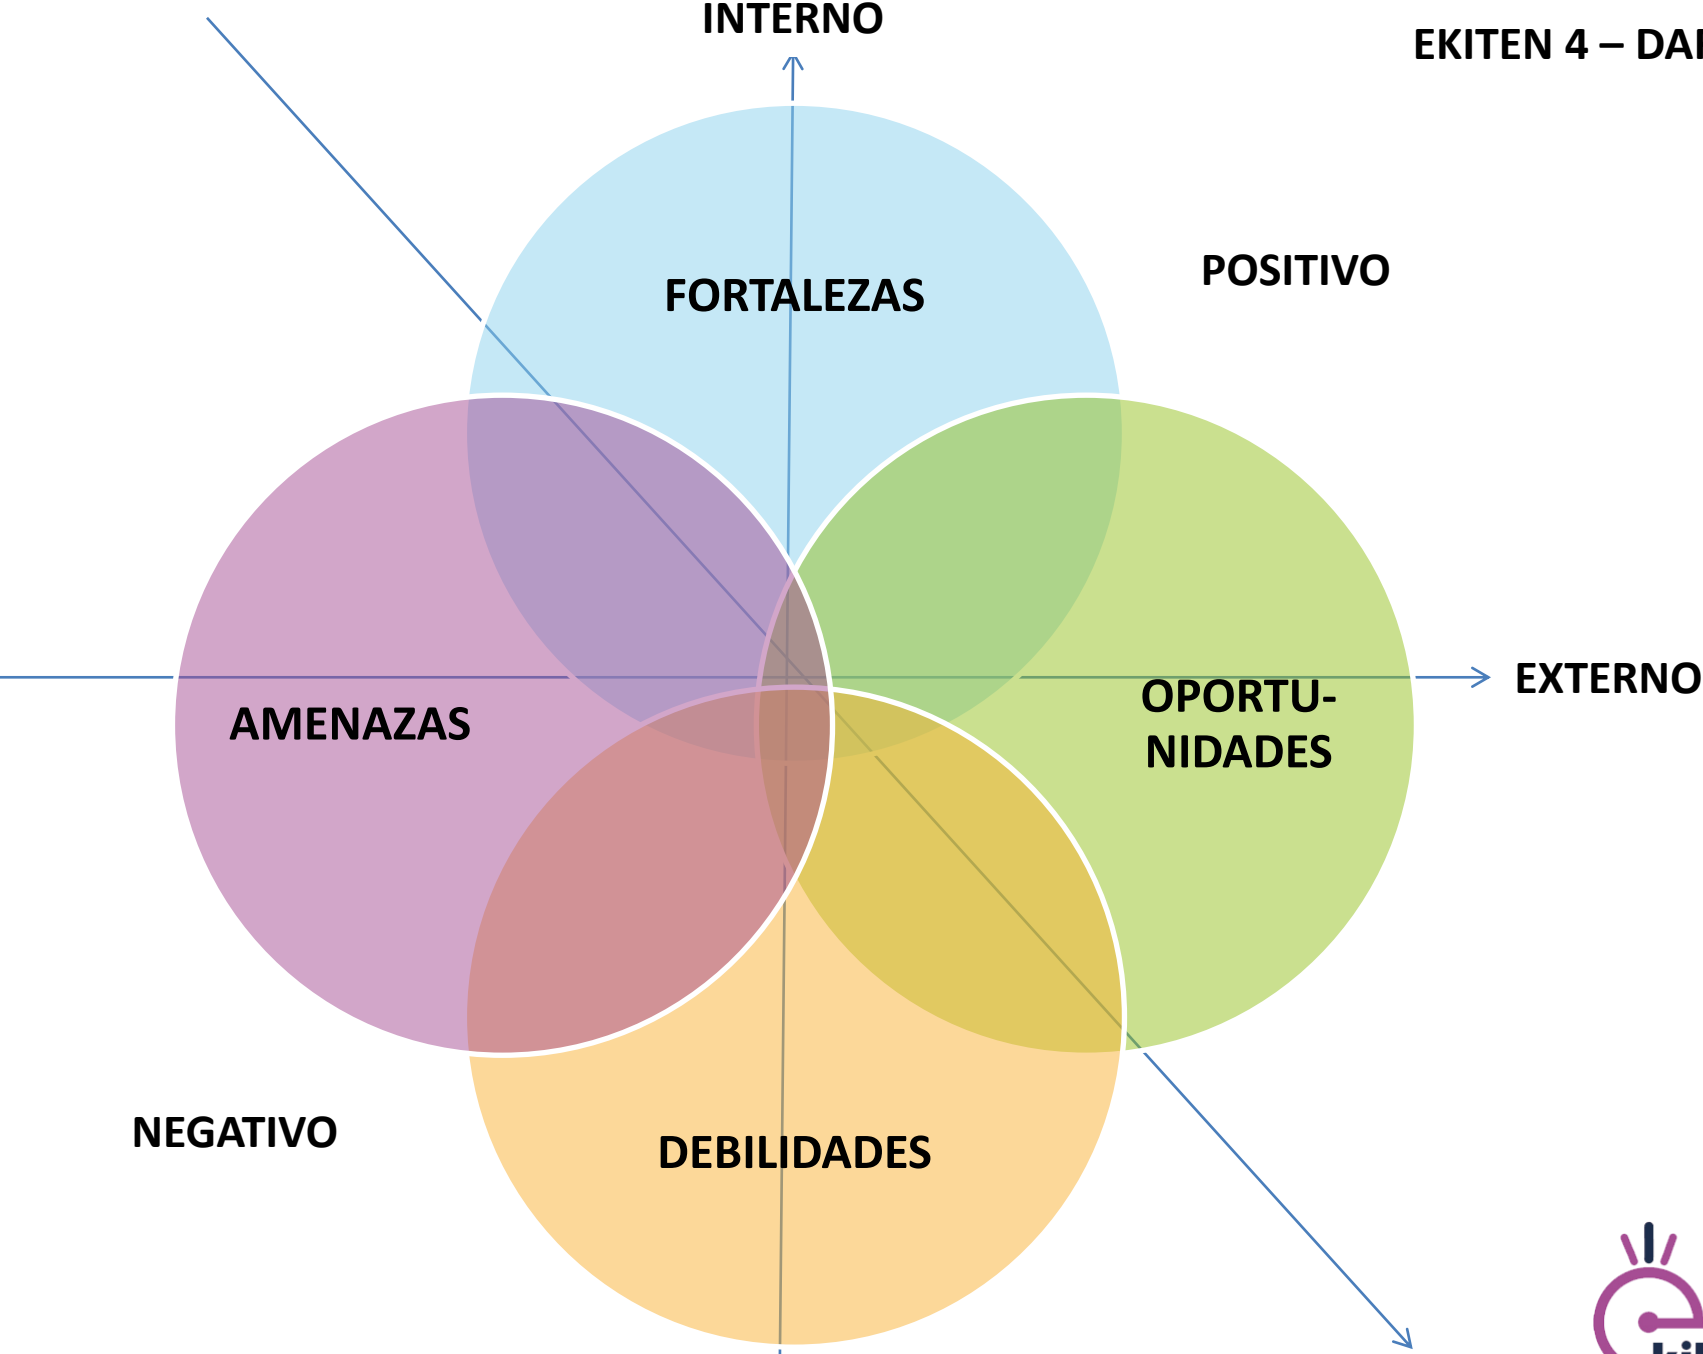 INTERNO
EKITEN 4 – DA
POSITIVO
FORTALEZAS
EXTERNO
OPORTU-
NIDADES
AMENAZAS
NEGATIVO
DEBILIDADES